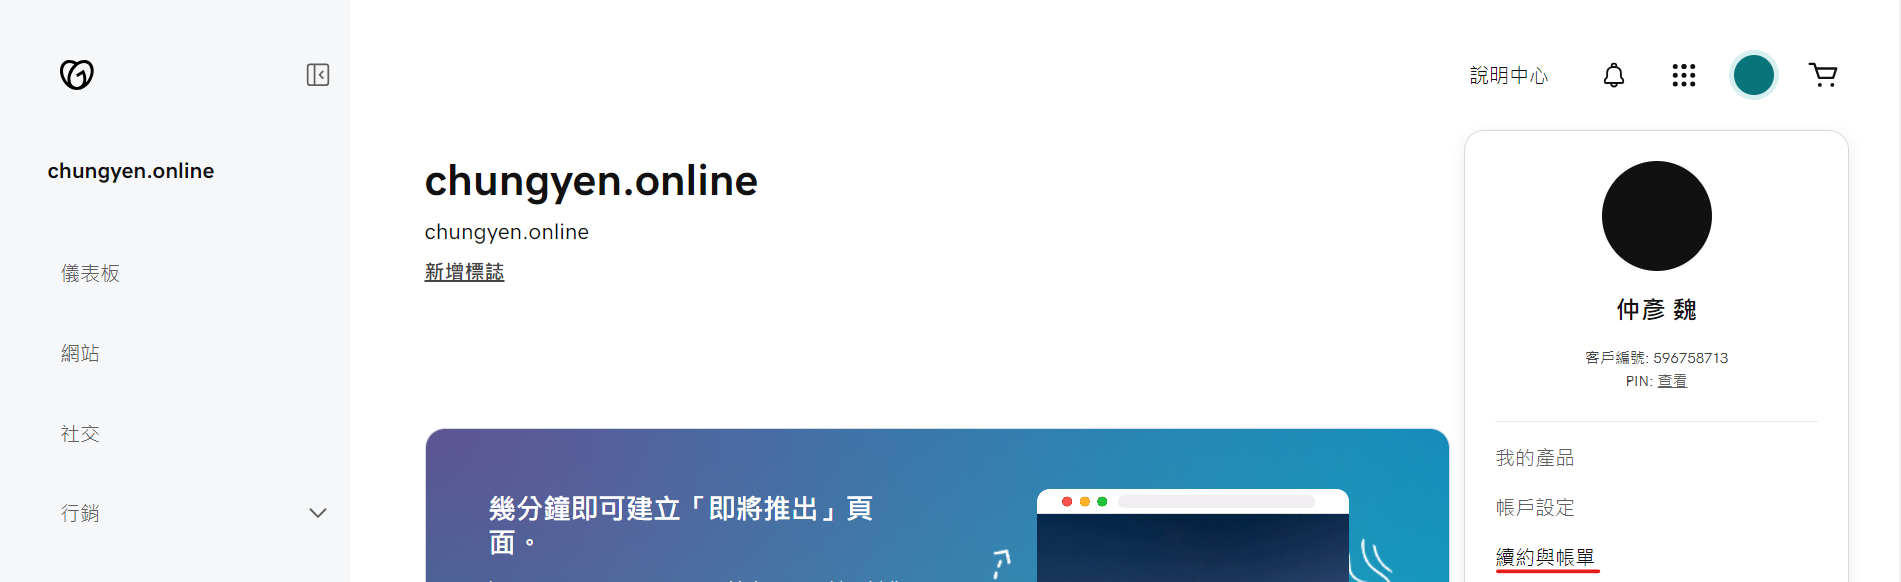 說明中心
chungyen.online
儀表板
網站
社交
行銷
chungyen.online
chungyen.online
新增標誌
幾分鐘即可建立「即將推出」頁
面。
仲彥 魏
客戶編號: 596758713
PIN: 查看
我的產品
帳戶設定
續約與帳單